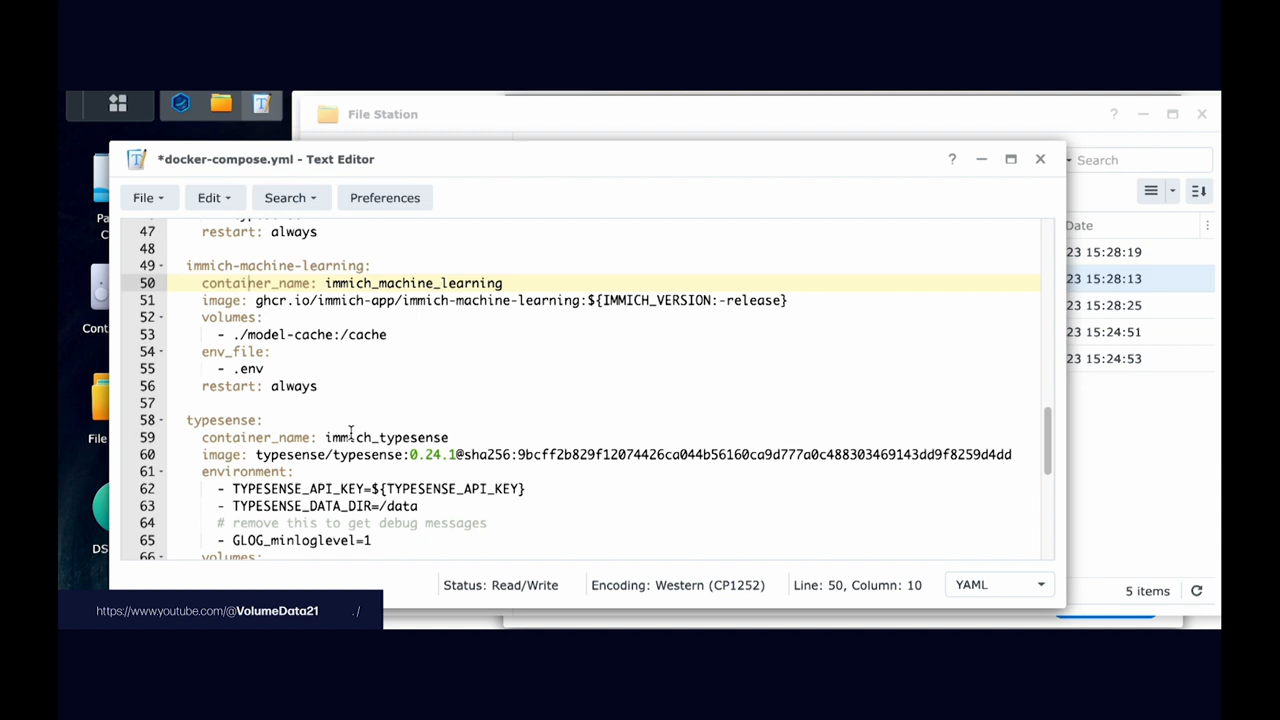 File Station
*docker-compose.yml - Text Editor
Search
File
Edit
Search
Preferences
Date
47 restart: always
48
49 immich-machine-learning:
50 container_name: immich_machine_learning
51 image: ghcr.io/immich-app/immich-machine-learning:${IMMICH_VERSION:-release}
52 volumes:
53 - ./model-cache:/cache
54 env_file:
55 - .env
56 restart: always
57
58 typesense:
59 container_name: immich_typesense
60 image: typesense/typesense:0.24.1@sha256:9bcff2b829f12074426ca044b56160ca9d777a0c488303469143dd9f8259d4dd
61 environment:
62 - TYPESENSE_API_KEY=${TYPESENSE_API_KEY}
63 - TYPESENSE_DATA_DIR=/data
64 # remove this to get debug messages
65 - GLOG_minloglevel=1
66 volumes:
23 15:28:19
23 15:28:13
23 15:28:25
23 15:24:51
23 15:24:53
Pa
C
Cont
File
DS
Status: Read/Write
Encoding: Western (CP1252)
Line: 50, Column: 10
YAML
5 items
https://www.youtube.com/@VolumeData21 ./